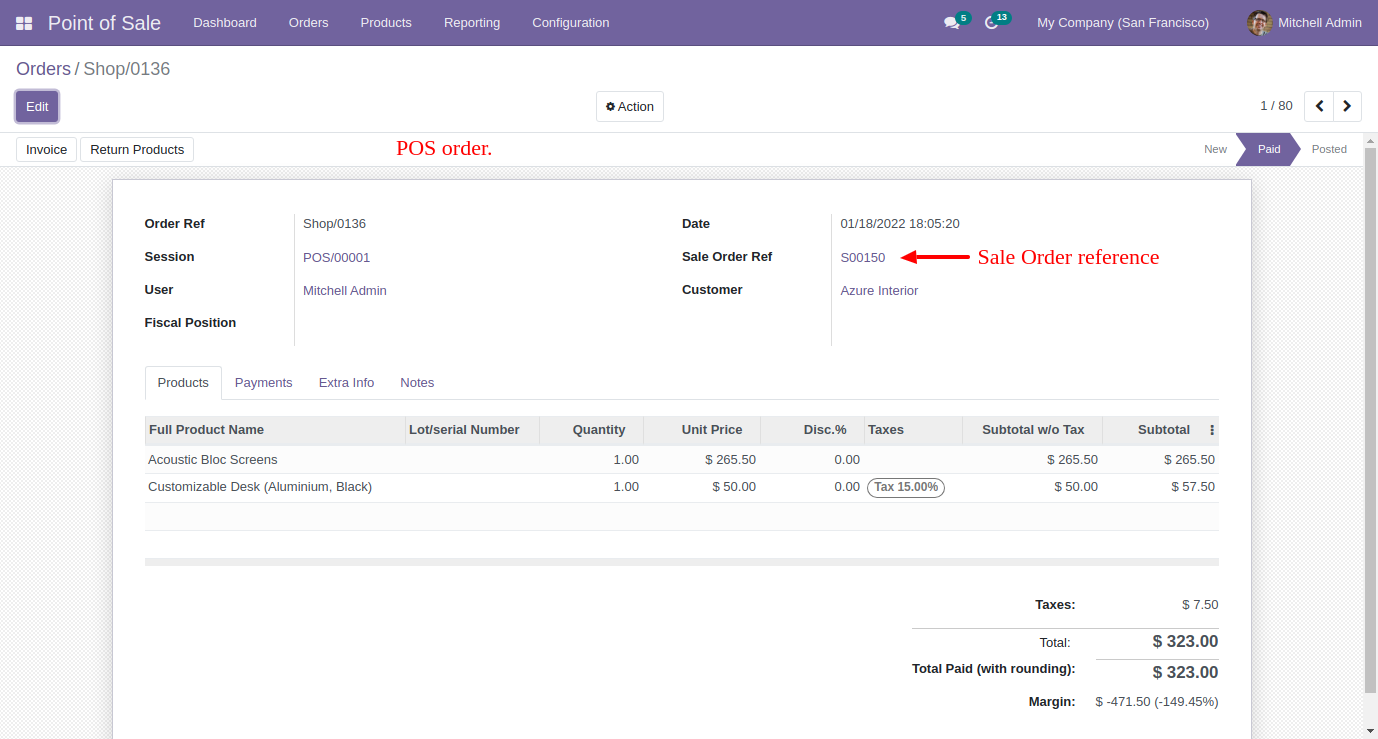 Point of Sale Dashboard Orders Products Reporting Configuration 5 13 My Company (San Francisco) Mitchell Admin
Orders / Shop/0136
Edit Action 1 / 80
Invoice Return Products POS order. New Paid Posted
Order Ref Shop/0136 Date 01/18/2022 18:05:20
Session POS/00001 Sale Order Ref S00150 Sale Order reference
User Mitchell Admin Customer Azure Interior
Fiscal Position
Products Payments Extra Info Notes
Full Product Name Lot/serial Number Quantity Unit Price Disc.% Taxes Subtotal w/o Tax Subtotal
Acoustic Bloc Screens 1.00 $ 265.50 0.00 $ 265.50 $ 265.50
Customizable Desk (Aluminium, Black) 1.00 $ 50.00 0.00 Tax 15.00% $ 50.00 $ 57.50
Taxes: $ 7.50
Total: $ 323.00
Total Paid (with rounding): $ 323.00
Margin: $ -471.50 (-149.45%)